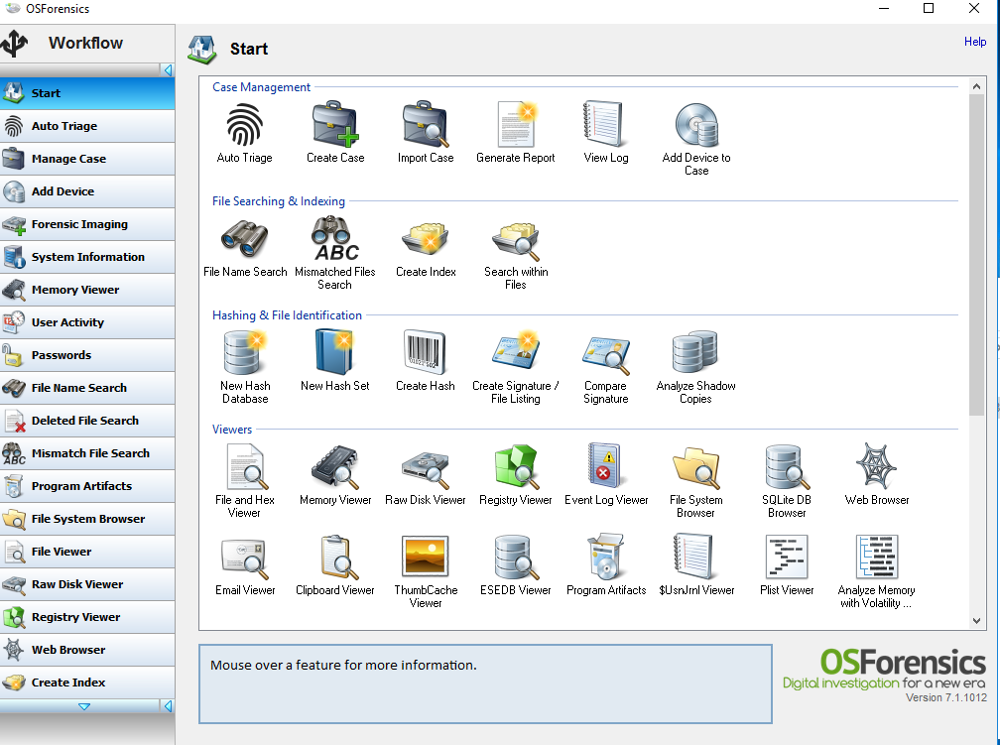 OSForensics
Workflow
Start
Auto Triage
Manage Case
Add Device
Forensic Imaging
System Information
Memory Viewer
User Activity
Passwords
File Name Search
Deleted File Search
Mismatch File Search
Program Artifacts
File System Browser
File Viewer
Raw Disk Viewer
Registry Viewer
Web Browser
Create Index
Start
Help
Case Management
Auto Triage
Create Case
Import Case
Generate Report
View Log
Add Device to
Case
File Searching & Indexing
ABC
File Name Search
Mismatched Files
Search
Create Index
Search within
Files
Hashing & File Identification
New Hash
Database
New Hash Set
Create Hash
Create Signature /
File Listing
Compare
Signature
Analyze Shadow
Copies
Viewers
File and Hex
Viewer
Memory Viewer
Raw Disk Viewer
Registry Viewer
Event Log Viewer
File System
Browser
SQLite DB
Browser
Web Browser
Email Viewer
Clipboard Viewer
ThumbCache
Viewer
ESEDB Viewer
Program Artifacts
$UsnJrnl Viewer
Plist Viewer
Analyze Memory
with Volatility ...
Mouse over a feature for more information.
OSForensics
Digital investigation for a new era
Version 7.1.1012